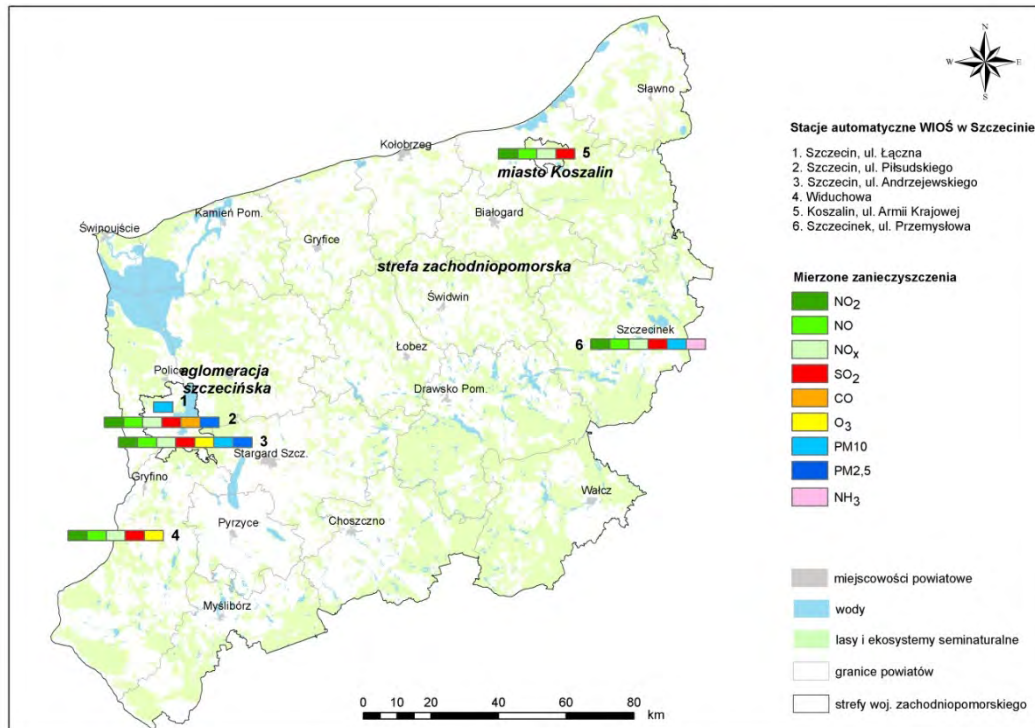 N
W
E
S
Sławno
Kołobrzeg
5
miasto Koszalin
Białogard
Kamień Pom.
Świnoujście
Gryfice
strefa zachodniopomorska
Świdwin
Szczecinek
6
Łobez
Police
aglomeracja
szczecińska
Drawsko Pom.
1
2
3
Stargard Szcz.
Gryfino
Wałcz
4
Pyrzyce
Choszczno
Myślibórz
0 20 40 60 80
km
Stacje automatyczne WIOŚ w Szczecinie
1. Szczecin, ul. Łączna
2. Szczecin, ul. Piłsudskiego
3. Szczecin, ul. Andrzejewskiego
4. Widuchowa
5. Koszalin, ul. Armii Krajowej
6. Szczecinek, ul. Przemysłowa
Mierzone zanieczyszczenia
NO2
NO
NOx
SO2
CO
O3
PM10
PM2,5
NH3
miejscowości powiatowe
wody
lasy i ekosystemy seminaturalne
granice powiatów
strefy woj. zachodniopomorskiego